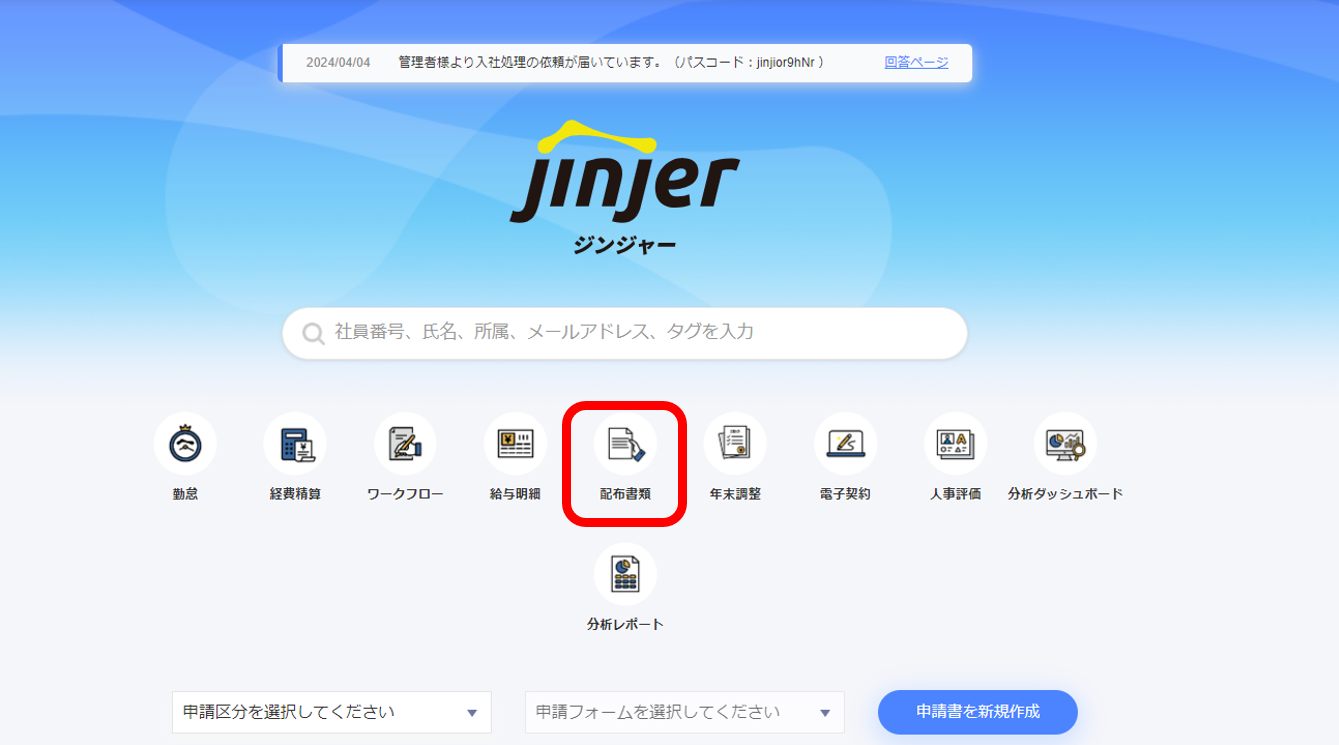 2024/04/04 管理者様より入社処理の依頼が届いています。（パスコード：jinjior9hNr ） 回答ページ
jinjer
ジンジャー
社員番号、氏名、所属、メールアドレス、タグを入力
勤怠 経費精算 ワークフロー 給与明細 配布書類 年末調整 電子契約 人事評価 分析ダッシュボード
分析レポート
申請区分を選択してください 申請フォームを選択してください 申請書を新規作成